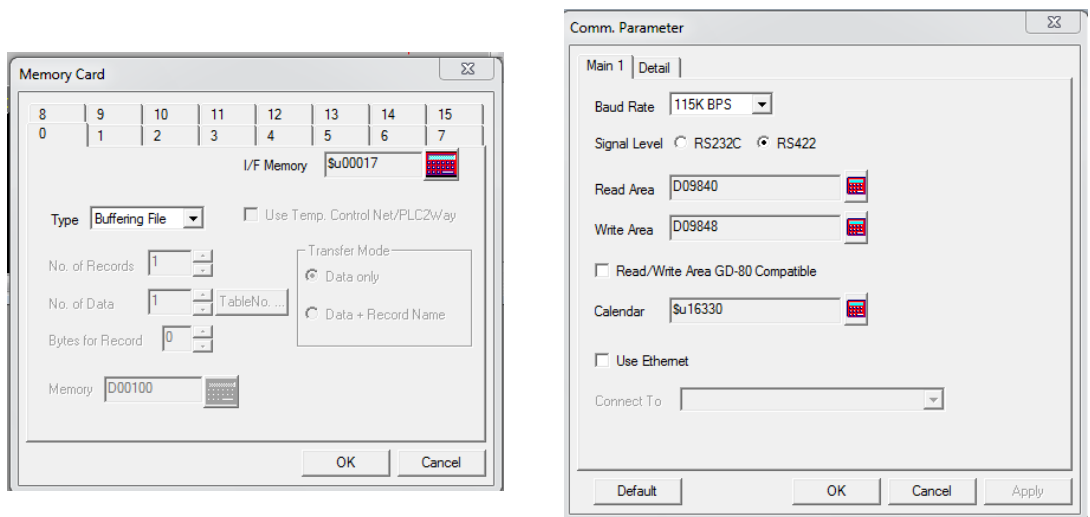 Memory Card
8 9 10 11 12 13 14 15
0 1 2 3 4 5 6 7
I/F Memory $u00017
Type Buffering File
Use Temp. Control Net/PLC2Way
No. of Records 1
No. of Data 1 TableNo. ...
Bytes for Record 0
Transfer Mode
Data only
Data + Record Name
Memory D00100
OK Cancel
Comm. Parameter
Main 1 Detail
Baud Rate 115K BPS
Signal Level RS232C RS422
Read Area D09840
Write Area D09848
Read/Write Area GD-80 Compatible
Calendar $u16330
Use Ethernet
Connect To
Default OK Cancel Apply